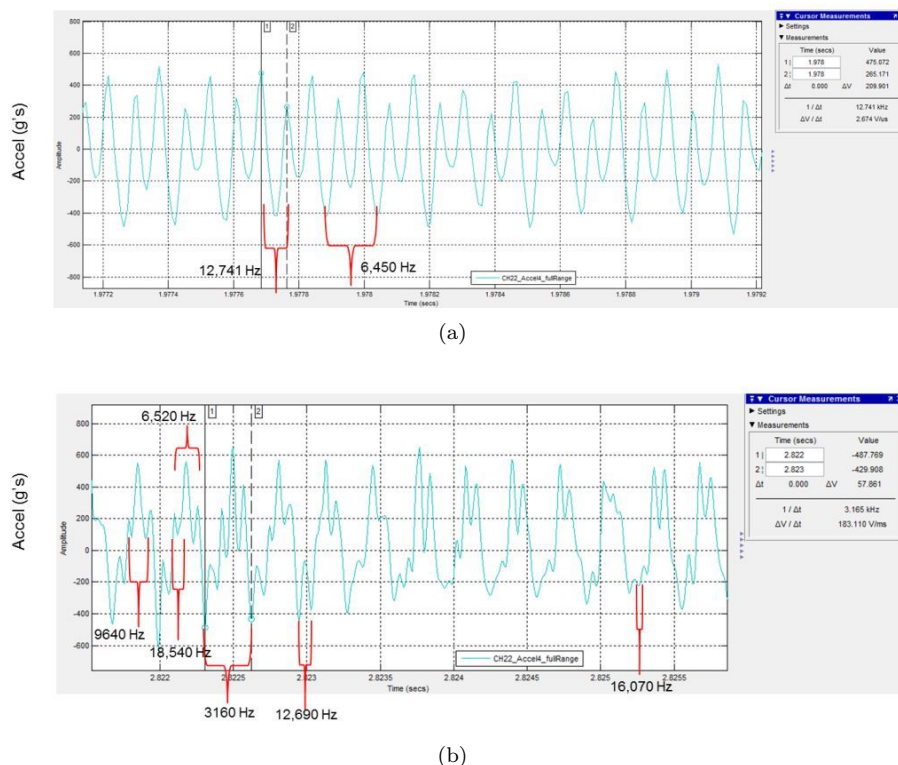 800
600
400
200
0
-200
-400
-600
-800
Accel (g's)
Amplitude
1
2
12,741 Hz
6,450 Hz
CH22_Accel4_fullRange
1.9772
1.9774
1.9776
1.9778
1.978
1.9782
1.9784
1.9786
1.9788
1.979
1.9792
Time (secs)
Cursor Measurements
Settings
Measurements
Time (secs) Value
1 1.978 475.072
2 1.978 265.171
Δt 0.000 ΔV 209.901
1 / Δt 12.741 kHz
ΔV / Δt 2.674 V/us
(a)
6,520 Hz
800
600
400
200
0
-200
-400
-600
Accel (g's)
Amplitude
1
2
9640 Hz
18,540 Hz
3160 Hz
12,690 Hz
16,070 Hz
CH22_Accel4_fullRange
2.822
2.8225
2.823
2.8235
2.824
2.8245
2.825
2.8255
Time (secs)
Cursor Measurements
Settings
Measurements
Time (secs) Value
1 2.822 -487.769
2 2.823 -429.908
Δt 0.000 ΔV 57.861
1 / Δt 3.165 kHz
ΔV / Δt 183.110 V/ms
(b)